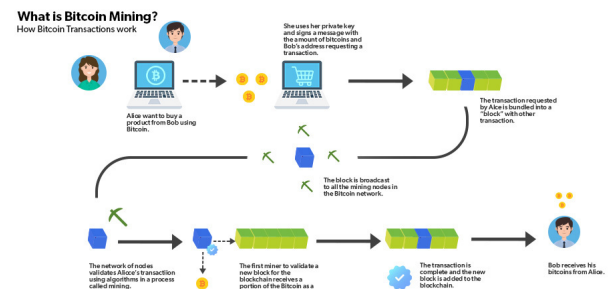 What is Bitcoin Mining?
How Bitcoin Transactions work
She uses her private key
and signs a message with
the amount of bitcoins and
Bob's address requesting a
transaction.
Alice want to buy a
product from Bob using
Bitcoin.
The transaction requested
by Alce is bundled into a
"block" with other
transaction.
The block is broadcast
to all the mining nodes in
the Bitcoin network.
The network of nodes
validates Alicce's transactiion
using algorithms in a process
called mining.
The first miner to validate a
new block for the
blockchain receives a
portion of the Bitcoin as a
The transaction is
complete and the new
block is added to the
blockchain.
Bob receives his
bitcoins from Alice.